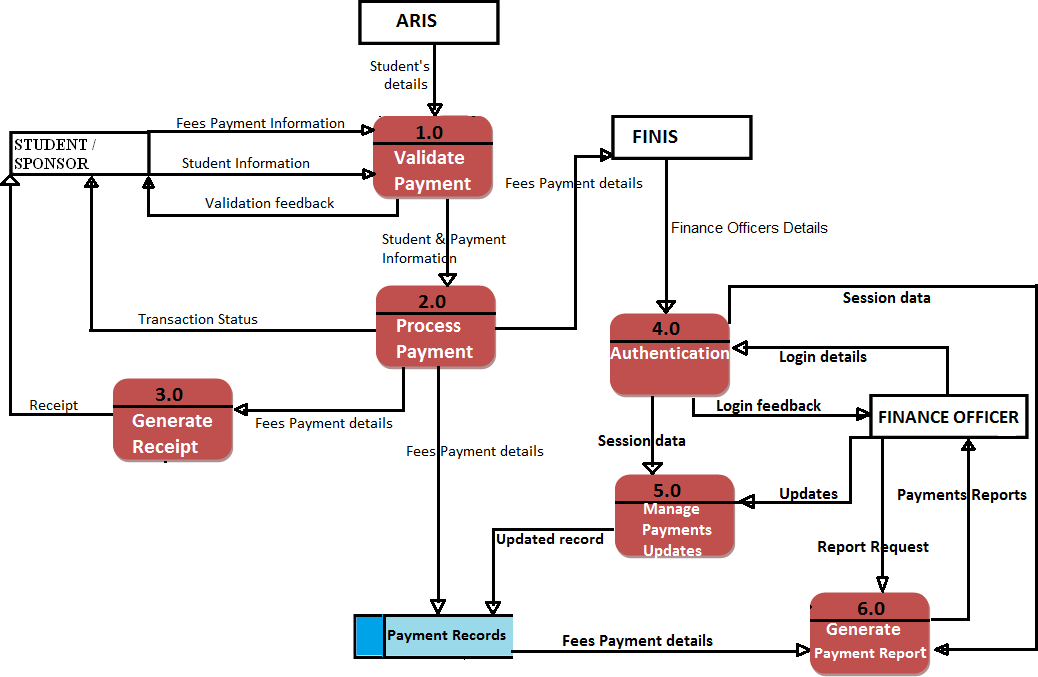 ARIS
Student's
details
Fees Payment Information
STUDENT /
SPONSOR
Student Information
Validation feedback
1.0
Validate
Payment
FINIS
Fees Payment details
Student & Payment
Information
Finance Officers Details
2.0
Process
Payment
Transaction Status
Session data
4.0
Authentication
Login details
Login feedback
FINANCE OFFICER
3.0
Generate
Receipt
Receipt
Fees Payment details
Fees Payment details
Session data
5.0
Manage
Payments
Updates
Updates
Payments Reports
Updated record
Report Request
6.0
Generate
Payment Report
Payment Records
Fees Payment details